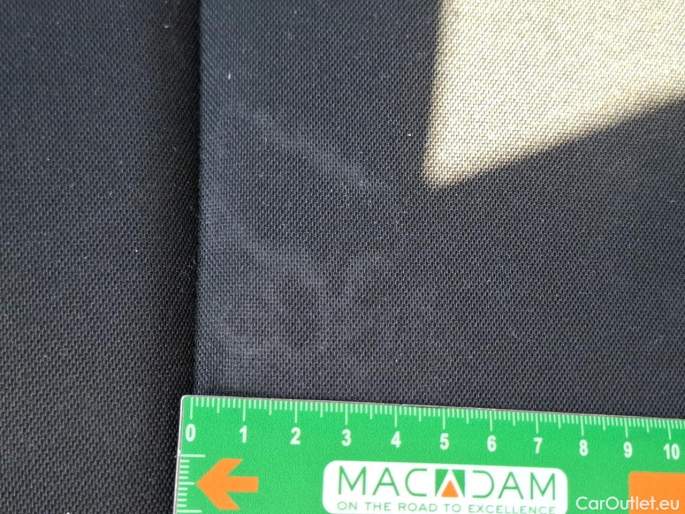 0 1 2 3 4 5 6 7 8 9 10
MACADAM
ON THE ROAD TO EXCELLENCE
CarOutlet.eu